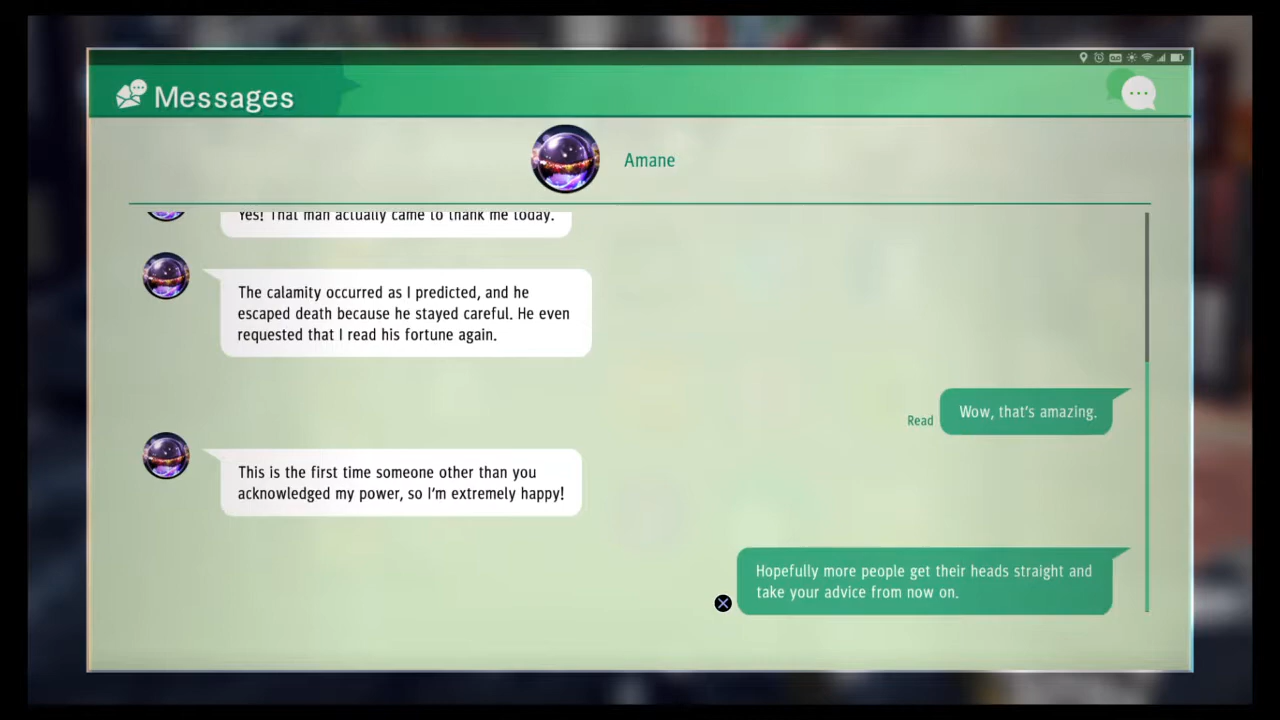 Messages
Amane
Yes! That man actually came to thank me today.
The calamity occurred as I predicted, and he
escaped death because he stayed careful. He even
requested that I read his fortune again.
Wow, that's amazing.
Read
This is the first time someone other than you
acknowledged my power, so I'm extremely happy!
Hopefully more people get their heads straight and
take your advice from now on.